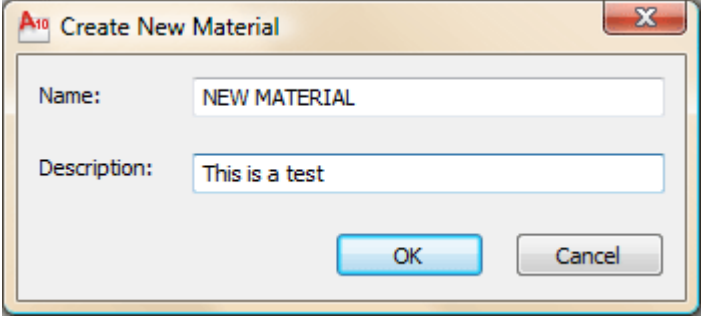 A10 Create New Material
Name: NEW MATERIAL
Description: This is a test
OK Cancel